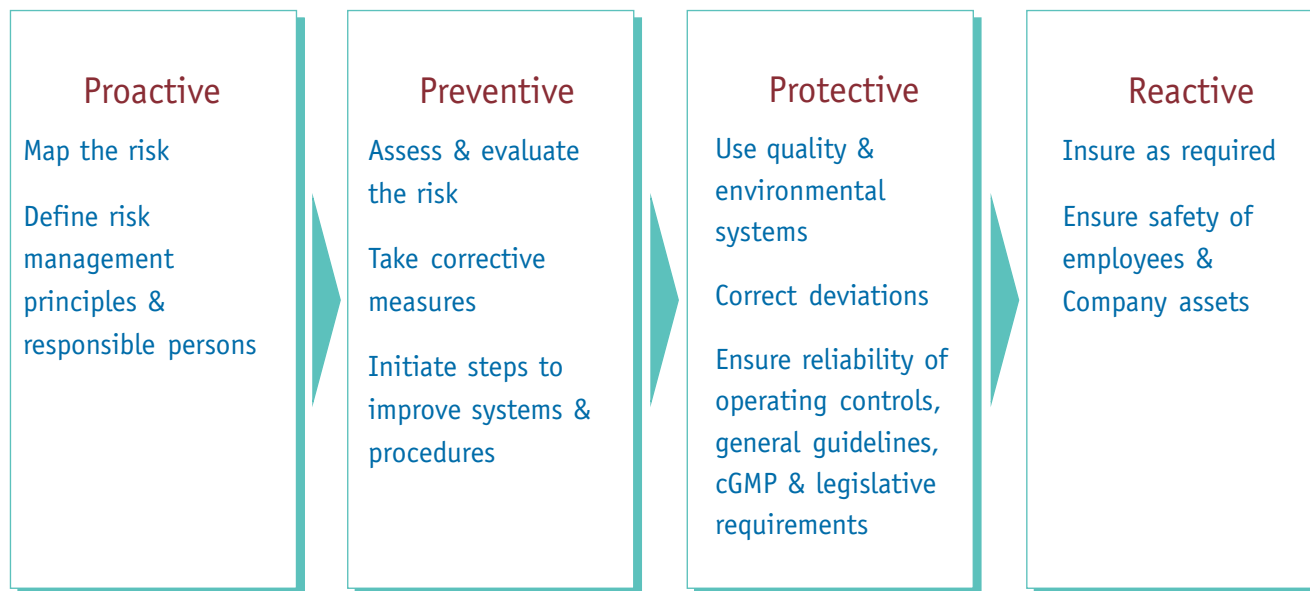 Proactive
Map the risk
Define risk
management
principles &
responsible persons
Preventive
Assess & evaluate
the risk
Take corrective
measures
Initiate steps to
improve systems &
procedures
Protective
Use quality &
environmental
systems
Correct deviations
Ensure reliability of
operating controls,
general guidelines,
cGMP & legislative
requirements
Reactive
Insure as required
Ensure safety of
employees &
Company assets